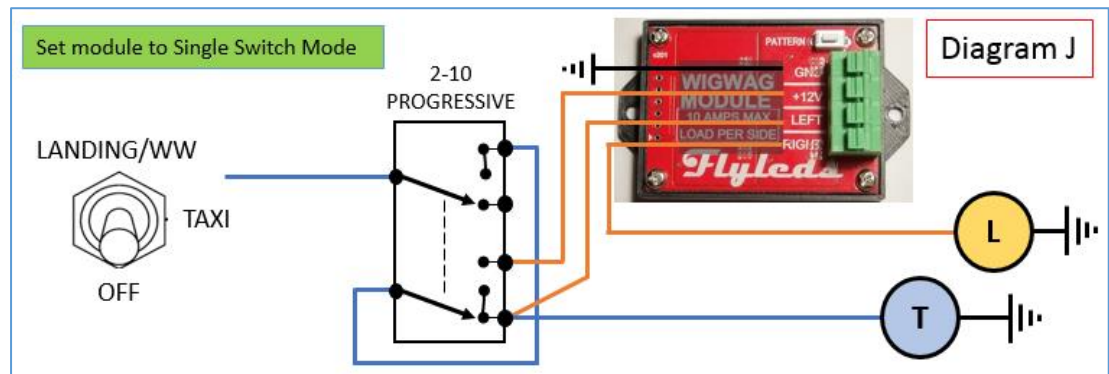 Set module to Single Switch Mode
Diagram J
2-10
PROGRESSIVE
LANDING/WW
TAXI
OFF
PATTERN
GND
+12V
LEFT
WIGWAG
MODULE
10 AMPS MAX
LOAD PER SIDE
Flyleds
L
T